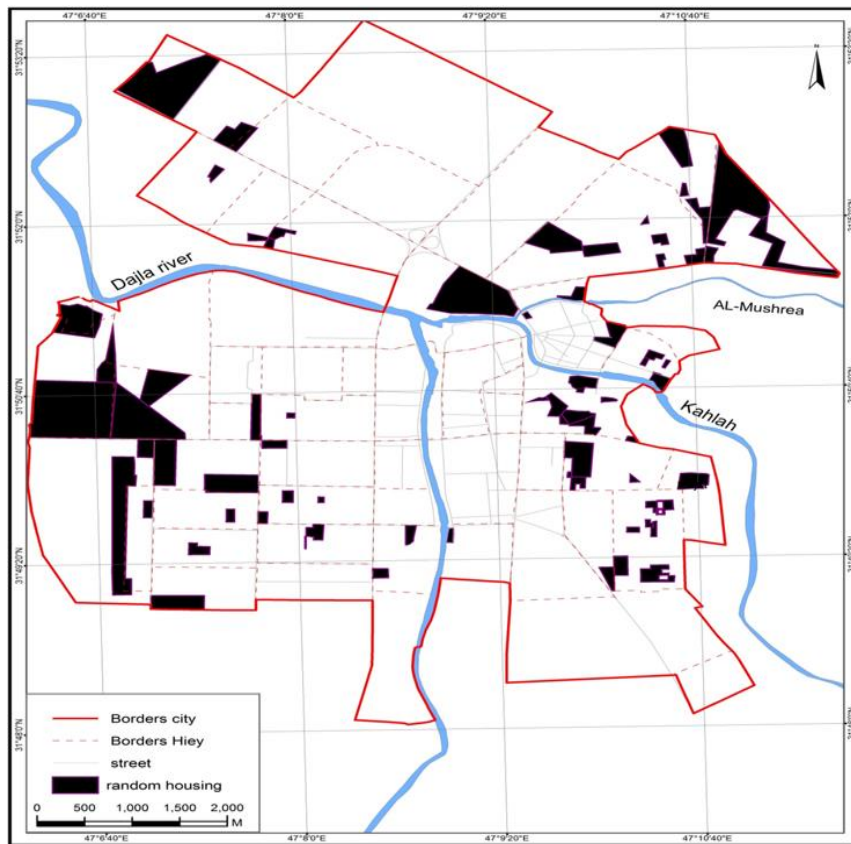 47°6'40"E 47°8'0"E 47°9'20"E 47°10'40"E
31°53'20"N
N
31°52'0"N
Dajla river
AL-Mushrea
31°50'40"N
Kahlah
31°49'20"N
31°48'0"N
Borders city
Borders Hiey
street
random housing
0 500 1,000 1,500 2,000
M
47°6'40"E 47°8'0"E 47°9'20"E 47°10'40"E